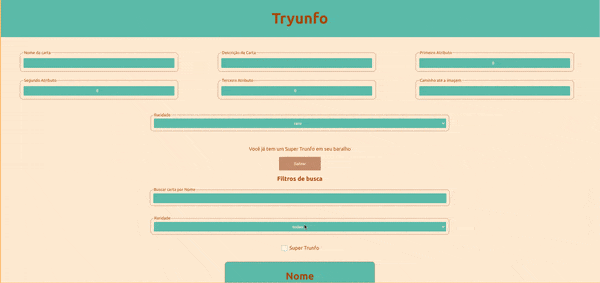 Tryunfo
Nome da carta
Descrição da Carta
Primeiro Atributo
0
Segundo Atributo
0
Terceiro Atributo
0
Caminho até a imagem
Raridade
Você já tem um Super Trunfo em seu baralho
Salvar
Filtros de busca
Buscar carta por Nome
Raridade
Super Trunfo
Nome